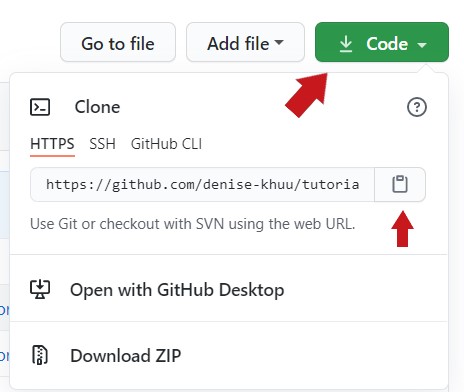 Go to file Add file Code
Clone
HTTPS SSH GitHub CLI
https://github.com/denise-khuu/tutoria
Use Git or checkout with SVN using the web URL.
Open with GitHub Desktop
Download ZIP